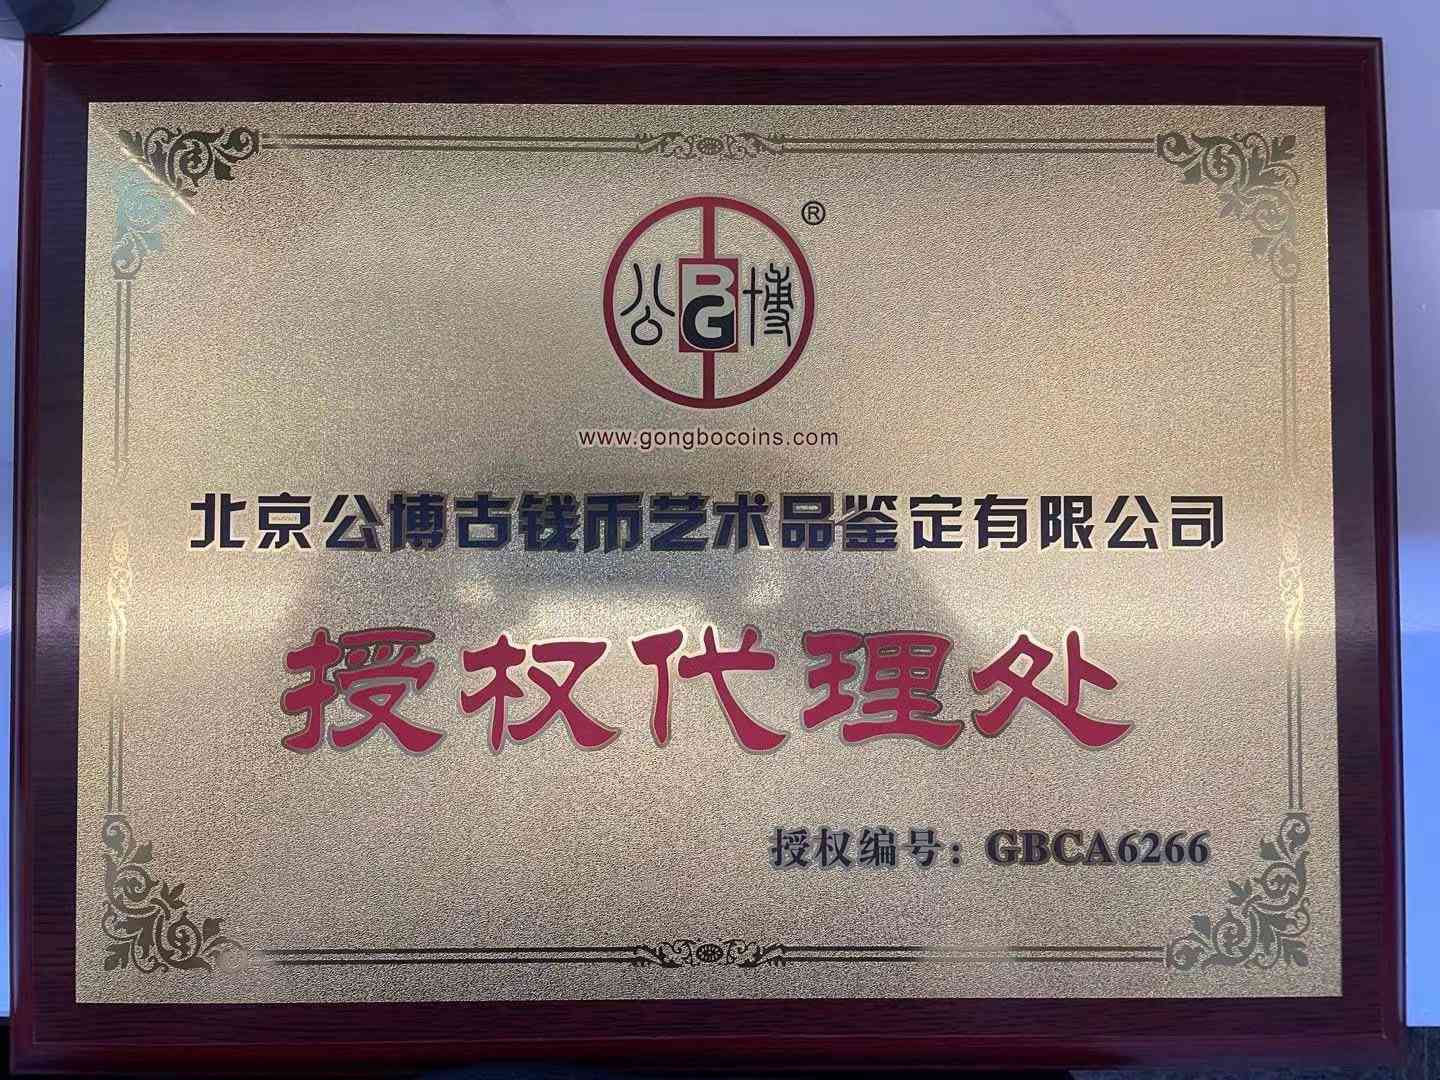 公 BG 博 ®
www.gongbocoins.com
北京公博古钱币艺术品鉴定有限公司
授权代理处
授权编号：GBCA6266